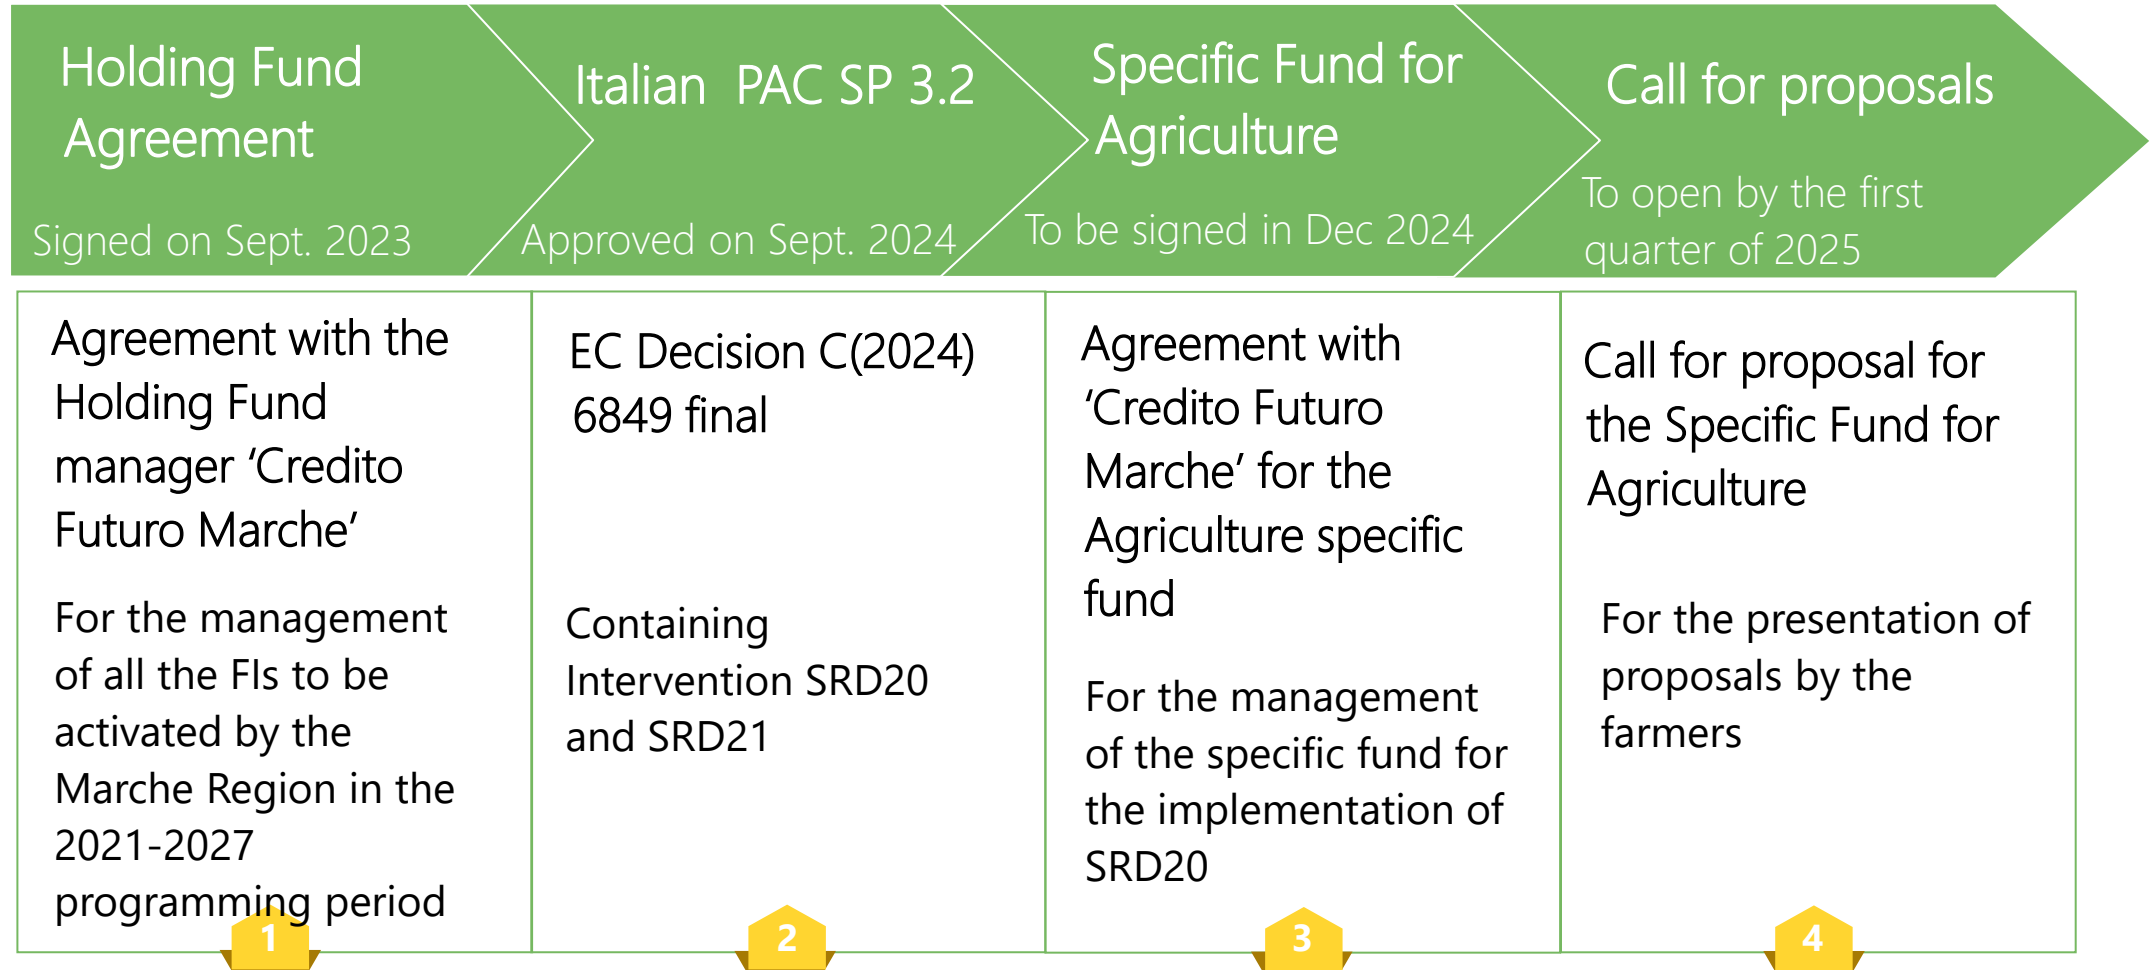 Holding Fund
Agreement
Signed on Sept. 2023
Italian PAC SP 3.2
Approved on Sept. 2024
Specific Fund for
Agriculture
To be signed in Dec 2024
Call for proposals
To open by the first
quarter of 2025
Agreement with the
Holding Fund
manager ‘Credito
Futuro Marche’
For the management
of all the FIs to be
activated by the
Marche Region in the
2021-2027
programming period
1
EC Decision C(2024)
6849 final
Containing
Intervention SRD20
and SRD21
2
Agreement with
‘Credito Futuro
Marche’ for the
Agriculture specific
fund
For the management
of the specific fund for
the implementation of
SRD20
3
Call for proposal for
the Specific Fund for
Agriculture
For the presentation of
proposals by the
farmers
4